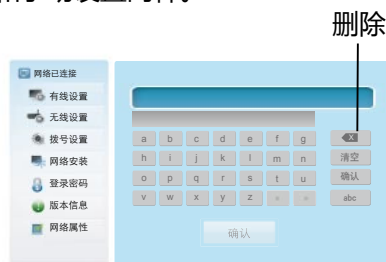 删除
网络已连接
有线设置
无线设置
拨号设置
网络安装
登录密码
版本信息
网络属性
a b c d e f g
h i j k l m n 清空
o p q r s t u 确认
v w x y z abc
确认